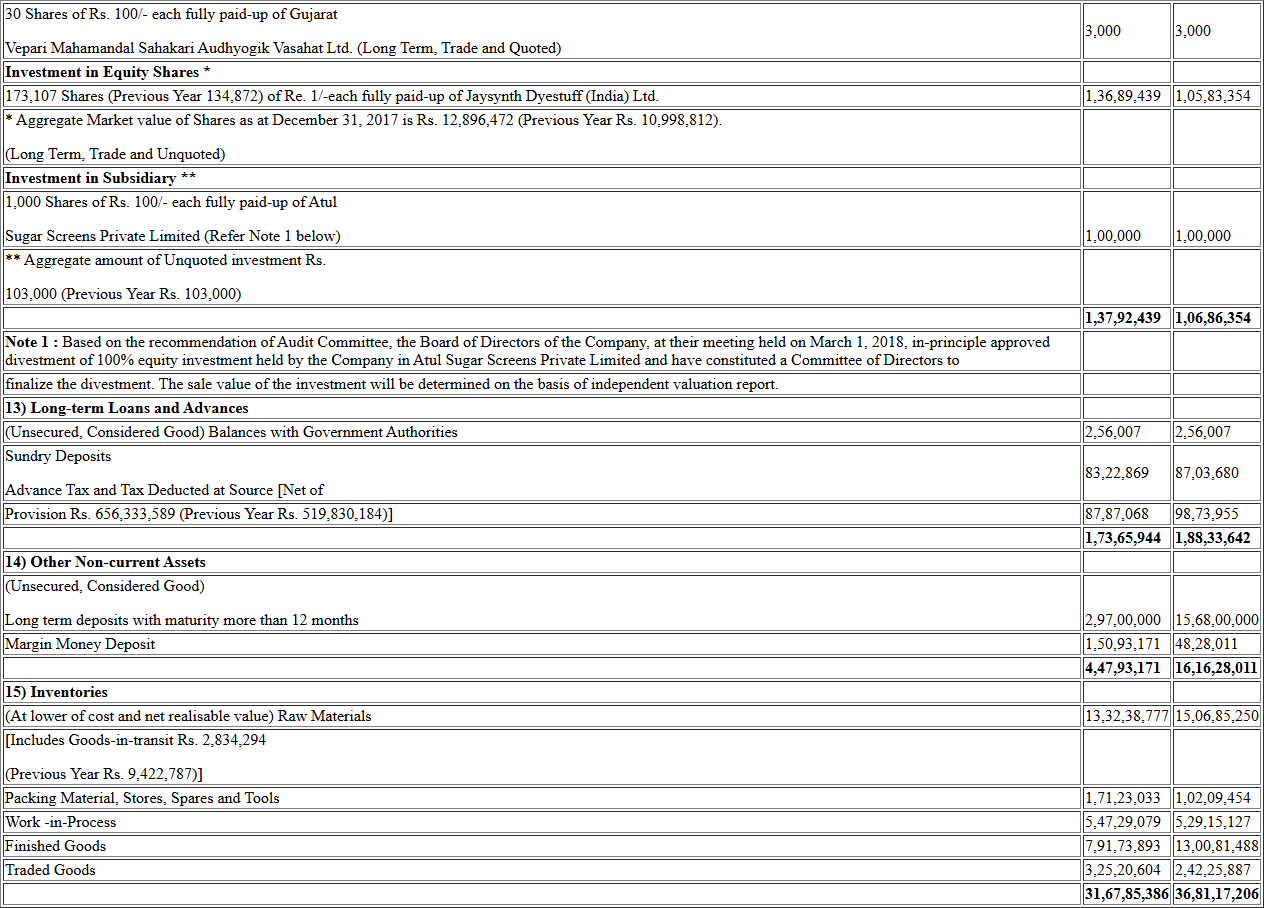 30 Shares of Rs. 100/- each fully paid-up of Gujarat
Vepari Mahamandal Sahakari Audhyogik Vasahat Ltd. (Long Term, Trade and Quoted) 3,000 3,000
Investment in Equity Shares *
173,107 Shares (Previous Year 134,872) of Re. 1/-each fully paid-up of Jaysynth Dyestuff (India) Ltd. 1,36,89,439 1,05,83,354
* Aggregate Market value of Shares as at December 31, 2017 is Rs. 12,896,472 (Previous Year Rs. 10,998,812).
(Long Term, Trade and Unquoted)
Investment in Subsidiary **
1,000 Shares of Rs. 100/- each fully paid-up of Atul
Sugar Screens Private Limited (Refer Note 1 below) 1,00,000 1,00,000
** Aggregate amount of Unquoted investment Rs.
103,000 (Previous Year Rs. 103,000)
1,37,92,439 1,06,86,354
Note 1 : Based on the recommendation of Audit Committee, the Board of Directors of the Company, at their meeting held on March 1, 2018, in-principle approved
divestment of 100% equity investment held by the Company in Atul Sugar Screens Private Limited and have constituted a Committee of Directors to
finalize the divestment. The sale value of the investment will be determined on the basis of independent valuation report.
13) Long-term Loans and Advances
(Unsecured, Considered Good) Balances with Government Authorities 2,56,007 2,56,007
Sundry Deposits
Advance Tax and Tax Deducted at Source [Net of 83,22,869 87,03,680
Provision Rs. 656,333,589 (Previous Year Rs. 519,830,184)] 87,87,068 98,73,955
1,73,65,944 1,88,33,642
14) Other Non-current Assets
(Unsecured, Considered Good)
Long term deposits with maturity more than 12 months 2,97,00,000 15,68,00,000
Margin Money Deposit 1,50,93,171 48,28,011
4,47,93,171 16,16,28,011
15) Inventories
(At lower of cost and net realisable value) Raw Materials 13,32,38,777 15,06,85,250
[Includes Goods-in-transit Rs. 2,834,294
(Previous Year Rs. 9,422,787)]
Packing Material, Stores, Spares and Tools 1,71,23,033 1,02,09,454
Work -in-Process 5,47,29,079 5,29,15,127
Finished Goods 7,91,73,893 13,00,81,488
Traded Goods 3,25,20,604 2,42,25,887
31,67,85,386 36,81,17,206